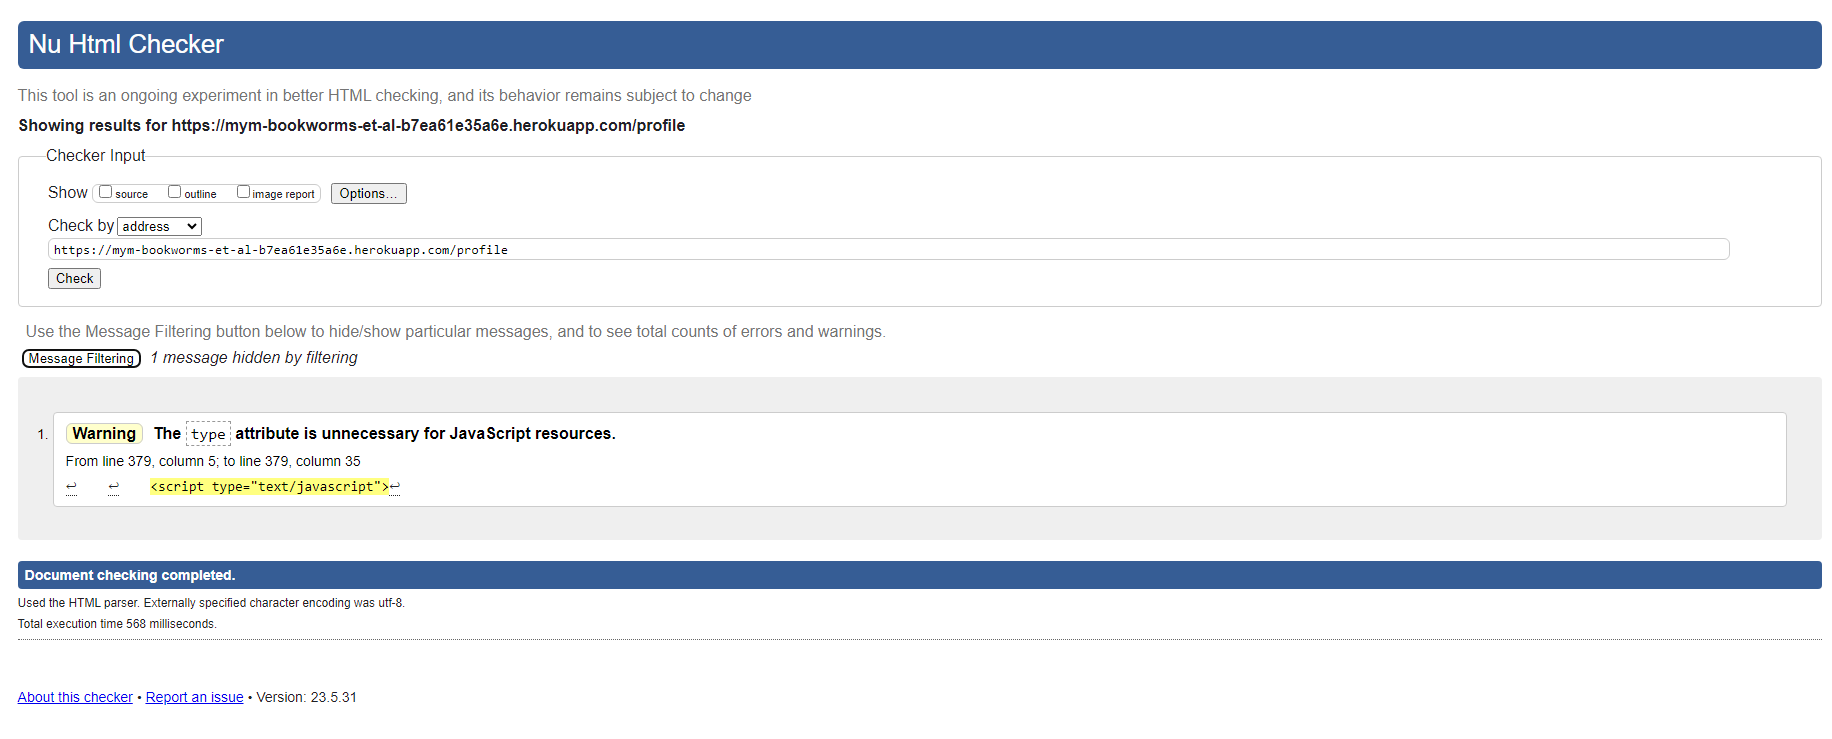 Nu Html Checker
This tool is an ongoing experiment in better HTML checking, and its behavior remains subject to change
Showing results for https://mym-bookworms-et-al-b7ea61e35a6e.herokuapp.com/profile
Checker Input
Show source outline image report Options...
Check by address
https://mym-bookworms-et-al-b7ea61e35a6e.herokuapp.com/profile
Check
Use the Message Filtering button below to hide/show particular messages, and to see total counts of errors and warnings.
Message Filtering 1 message hidden by filtering
1. Warning The type attribute is unnecessary for JavaScript resources.
From line 379, column 5; to line 379, column 35
↩ ↩ <script type="text/javascript">↩
Document checking completed.
Used the HTML parser. Externally specified character encoding was utf-8.
Total execution time 568 milliseconds.
About this checker • Report an issue • Version: 23.5.31